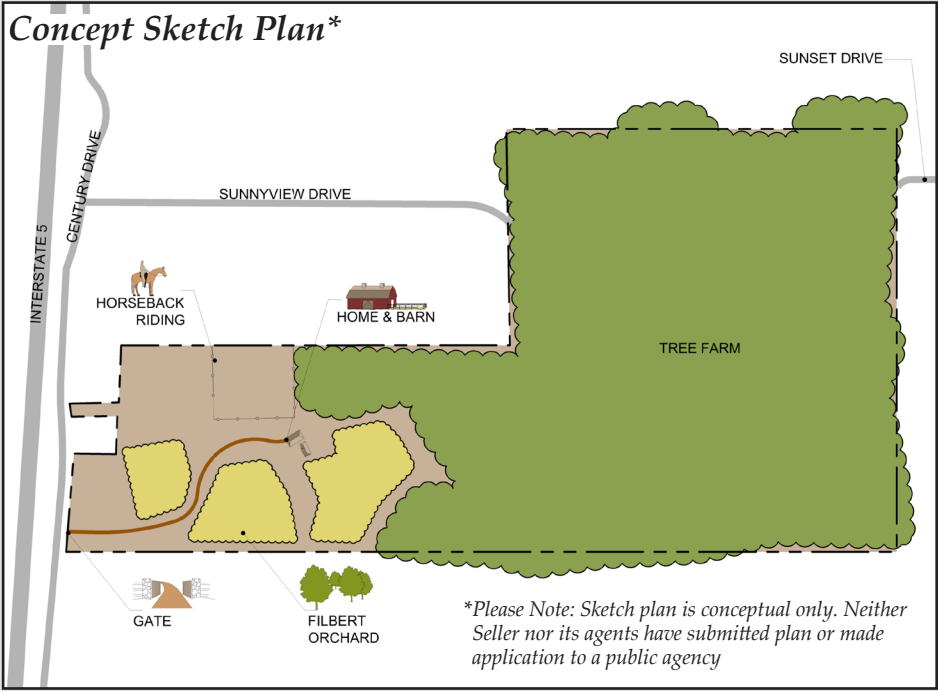 Concept Sketch Plan*
SUNSET DRIVE
CENTURY DRIVE
SUNNYVIEW DRIVE
INTERSTATE 5
HORSEBACK
RIDING
HOME & BARN
TREE FARM
GATE
FILBERT
ORCHARD
*Please Note: Sketch plan is conceptual only. Neither
Seller nor its agents have submitted plan or made
application to a public agency